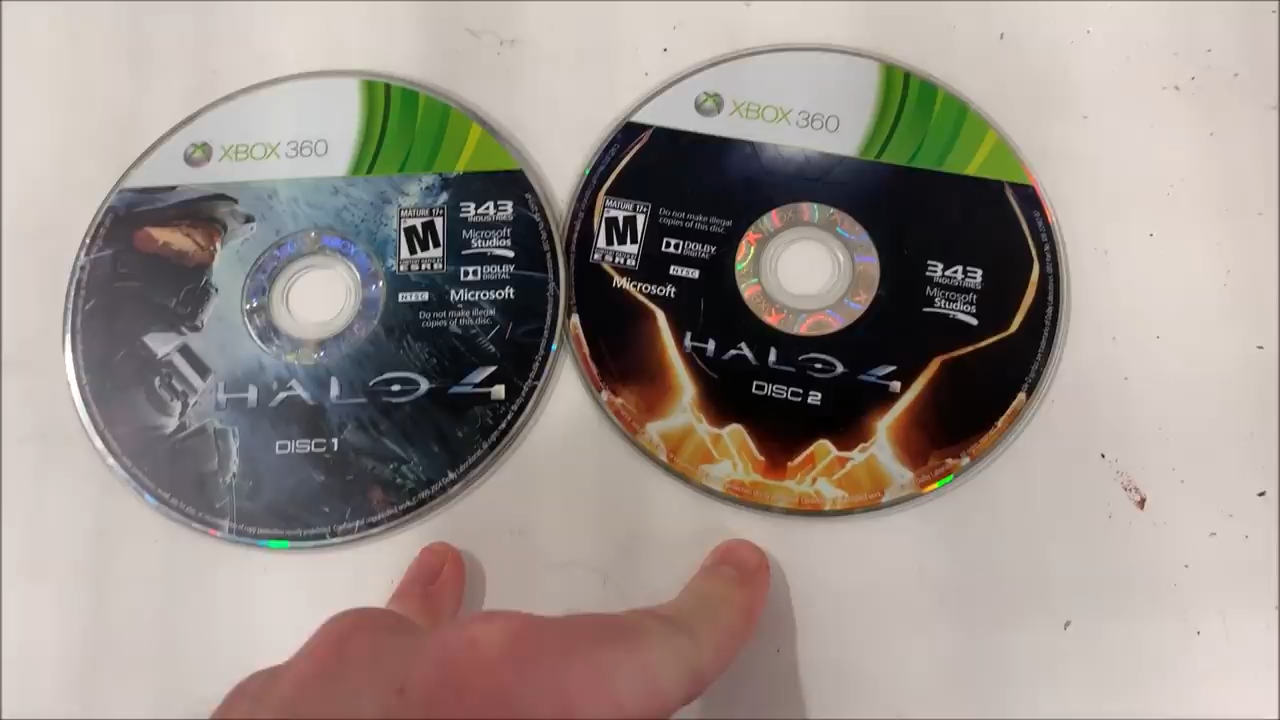 XBOX 360
MATURE 17+
M
ESRB
343
INDUSTRIES
Microsoft
Studios
DOLBY
DIGITAL
NTSC
Microsoft
Do not make illegal
copies of this disc.
HALO 4
DISC 1
XBOX 360
MATURE 17+
M
ESRB
Do not make illegal
copies of this disc.
DOLBY
DIGITAL
NTSC
Microsoft
343
INDUSTRIES
Microsoft
Studios
HALO 4
DISC 2